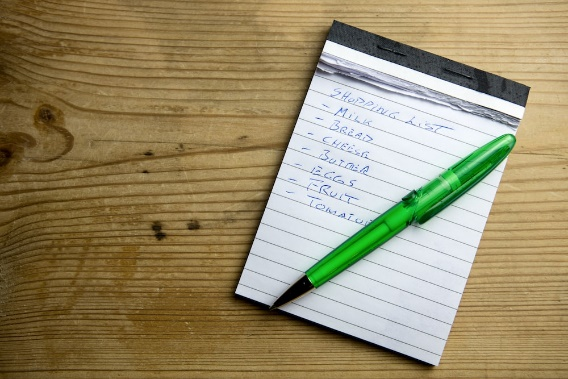 SHOPPING LIST
- MILK
- BREAD
- CHEESE
- BUTTER
- EGGS
- FRUIT